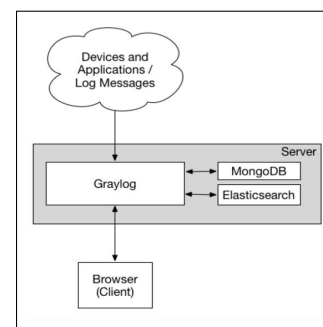 Devices and
Applications /
Log Messages
Server
Graylog
MongoDB
Elasticsearch
Browser
(Client)